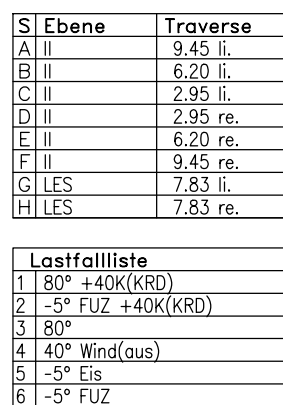 S Ebene Traverse
A II 9.45 li.
B II 6.20 li.
C II 2.95 li.
D II 2.95 re.
E II 6.20 re.
F II 9.45 re.
G LES 7.83 li.
H LES 7.83 re.
Lastfallliste
1 80° +40K(KRD)
2 -5° FUZ +40K(KRD)
3 80°
4 40° Wind(aus)
5 -5° Eis
6 -5° FUZ